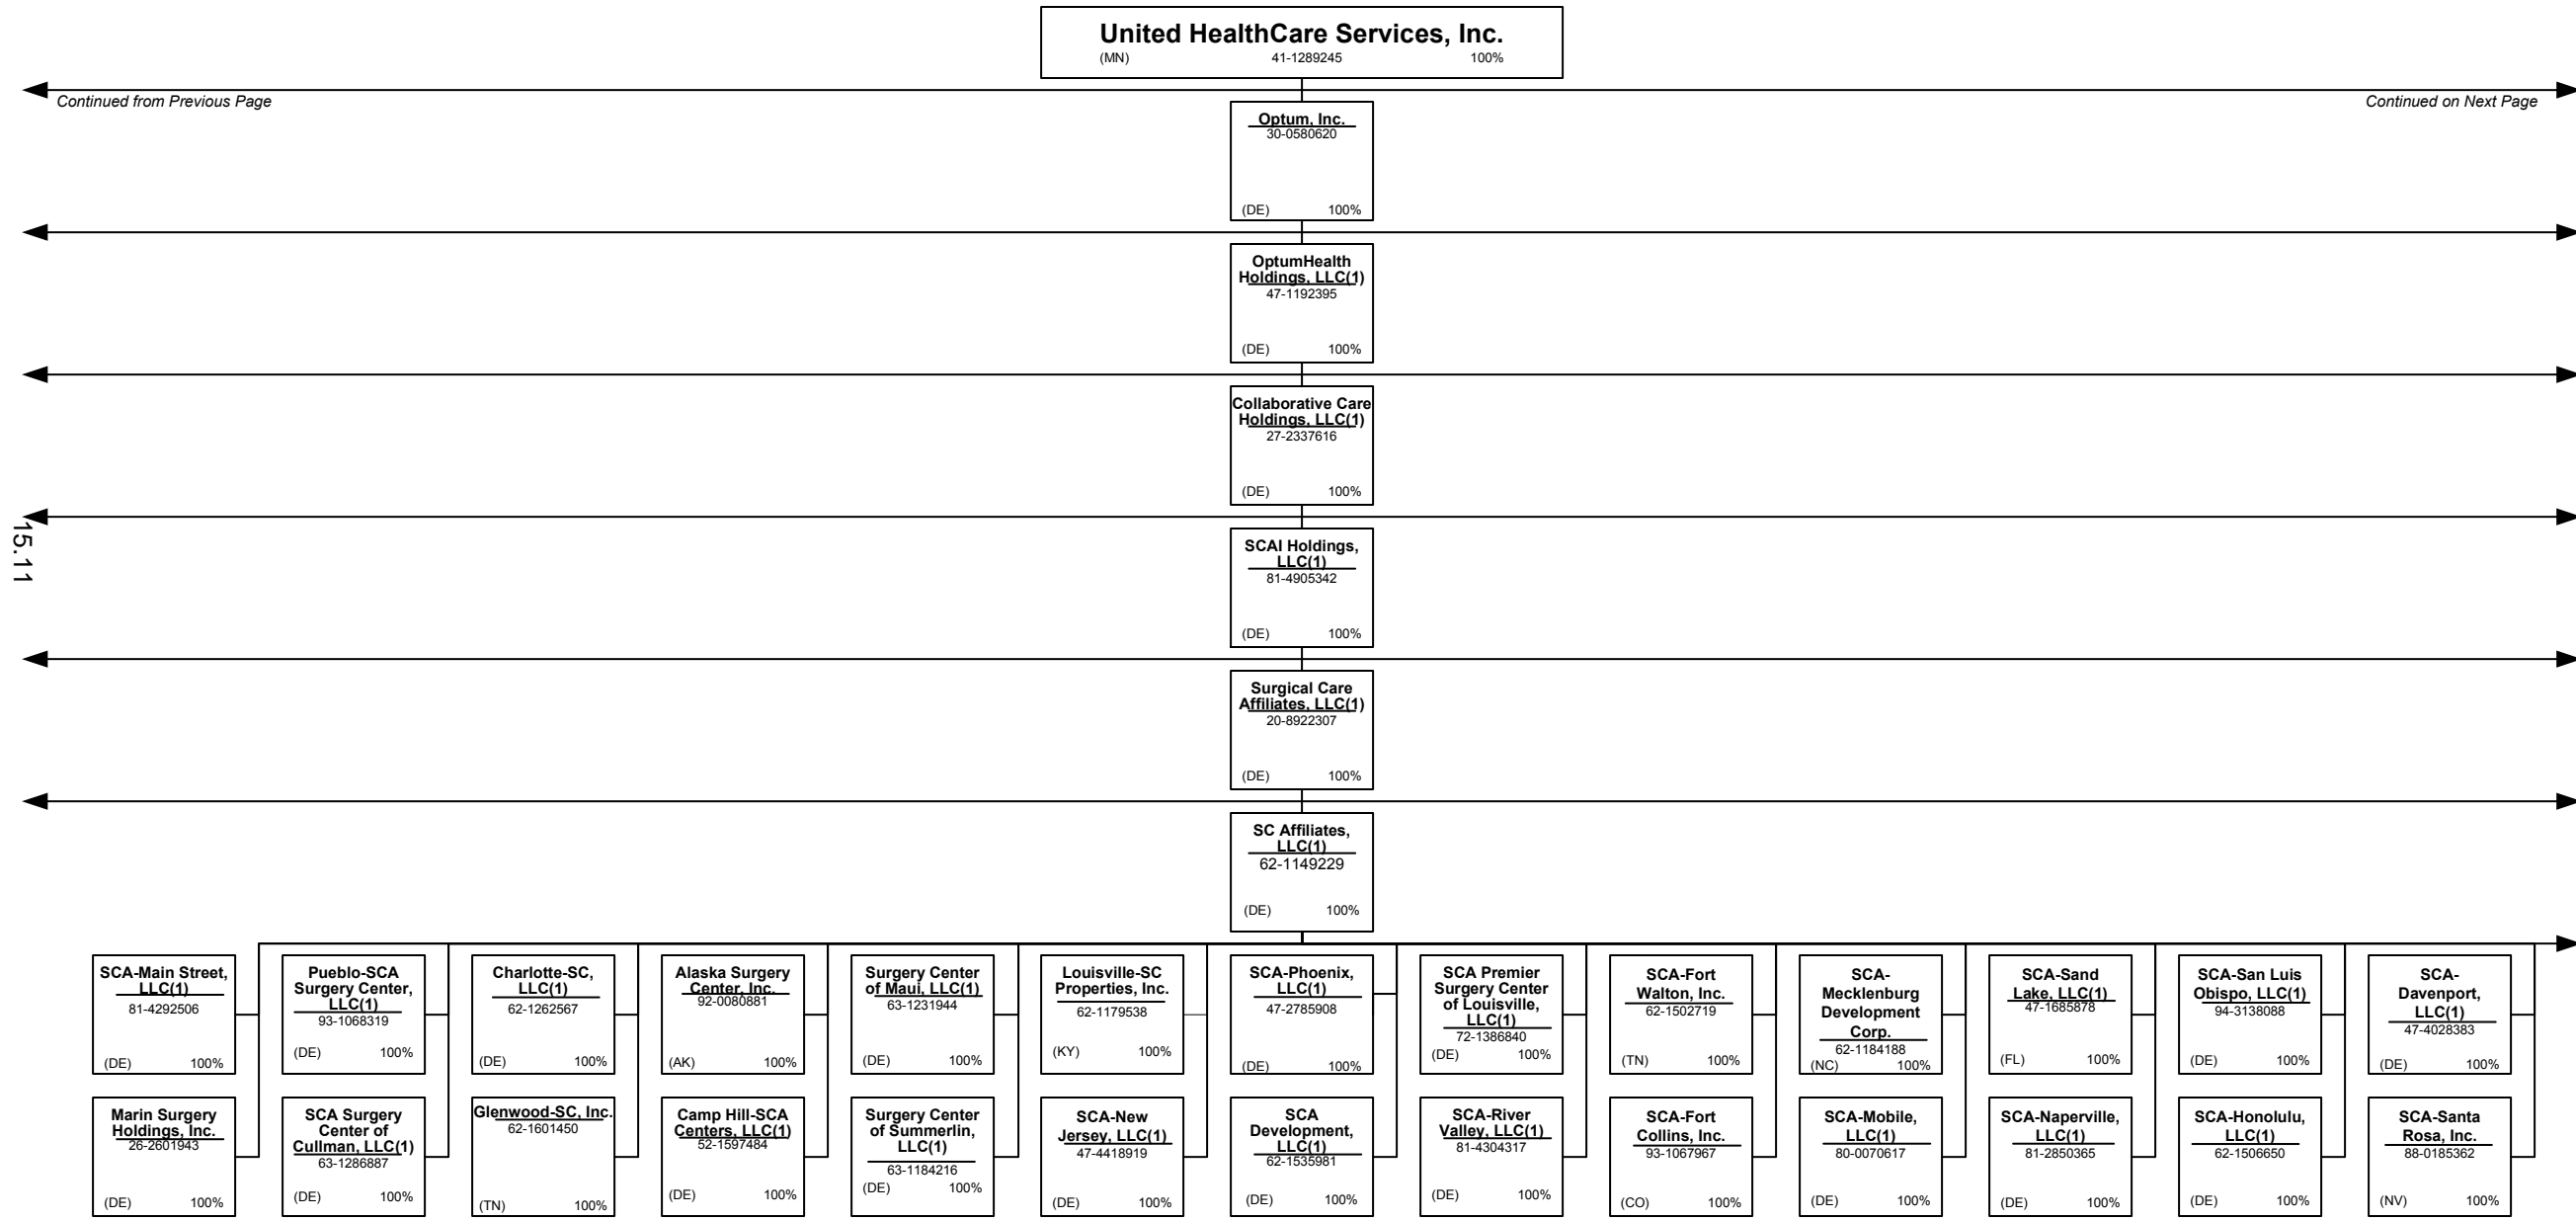 United HealthCare Services, Inc.
(MN) 41-1289245 100%
Continued from Previous Page
Continued on Next Page
Optum, Inc.
30-0580620
(DE) 100%
OptumHealth
Holdings, LLC(1)
47-1192395
(DE) 100%
Collaborative Care
Holdings, LLC(1)
27-2337616
(DE) 100%
15.11
SCAI Holdings,
LLC(1)
81-4905342
(DE) 100%
Surgical Care
Affiliates, LLC(1)
20-8922307
(DE) 100%
SC Affiliates,
LLC(1)
62-1149229
(DE) 100%
SCA-Main Street,
LLC(1)
81-4292506
(DE) 100%
Pueblo-SCA
Surgery Center,
LLC(1)
93-1068319
(DE) 100%
Charlotte-SC,
LLC(1)
62-1262567
(DE) 100%
Alaska Surgery
Center, Inc.
92-0080881
(AK) 100%
Surgery Center
of Maui, LLC(1)
63-1231944
(DE) 100%
Louisville-SC
Properties, Inc.
62-1179538
(KY) 100%
SCA-Phoenix,
LLC(1)
47-2785908
(DE) 100%
SCA Premier
Surgery Center
of Louisville,
LLC(1)
72-1386840
(DE) 100%
SCA-Fort
Walton, Inc.
62-1502719
(TN) 100%
SCA-
Mecklenburg
Development
Corp.
62-1184188
(NC) 100%
SCA-Sand
Lake, LLC(1)
47-1685878
(FL) 100%
SCA-San Luis
Obispo, LLC(1)
94-3138088
(DE) 100%
SCA-
Davenport,
LLC(1)
47-4028383
(DE) 100%
Marin Surgery
Holdings, Inc.
26-2601943
(DE) 100%
SCA Surgery
Center of
Cullman, LLC(1)
63-1286887
(DE) 100%
Glenwood-SC, Inc.
62-1601450
(TN) 100%
Camp Hill-SCA
Centers, LLC(1)
52-1597484
(DE) 100%
Surgery Center
of Summerlin,
LLC(1)
63-1184216
(DE) 100%
SCA-New
Jersey, LLC(1)
47-4418919
(DE) 100%
SCA
Development,
LLC(1)
62-1535981
(DE) 100%
SCA-River
Valley, LLC(1)
81-4304317
(DE) 100%
SCA-Fort
Collins, Inc.
93-1067967
(CO) 100%
SCA-Mobile,
LLC(1)
80-0070617
(DE) 100%
SCA-Naperville,
LLC(1)
81-2850365
(DE) 100%
SCA-Honolulu,
LLC(1)
62-1506650
(DE) 100%
SCA-Santa
Rosa, Inc.
88-0185362
(NV) 100%